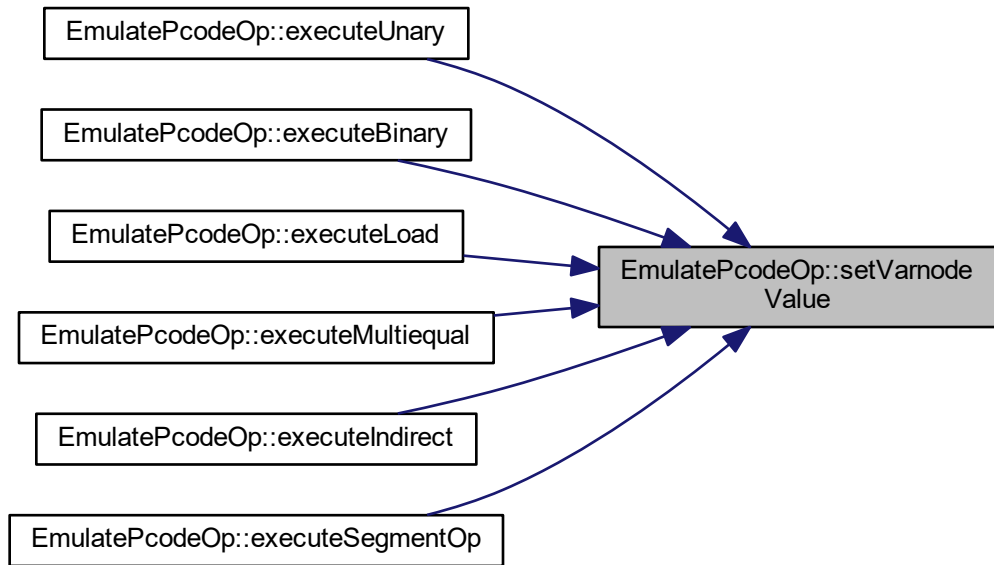 EmulatePcodeOp::executeUnary
EmulatePcodeOp::executeBinary
EmulatePcodeOp::executeLoad
EmulatePcodeOp::setVarnode
Value
EmulatePcodeOp::executeMultiequal
EmulatePcodeOp::executeIndirect
EmulatePcodeOp::executeSegmentOp